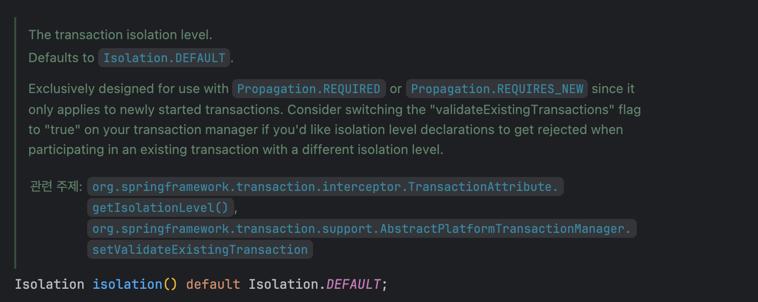 The transaction isolation level.
Defaults to Isolation.DEFAULT.
Exclusively designed for use with Propagation.REQUIRED or Propagation.REQUIRES_NEW since it
only applies to newly started transactions. Consider switching the "validateExistingTransactions" flag
to "true" on your transaction manager if you'd like isolation level declarations to get rejected when
participating in an existing transaction with a different isolation level.
관련 주제: org.springframework.transaction.interceptor.TransactionAttribute.
getIsolationLevel(),
org.springframework.transaction.support.AbstractPlatformTransactionManager.
setValidateExistingTransaction
Isolation isolation() default Isolation.DEFAULT;